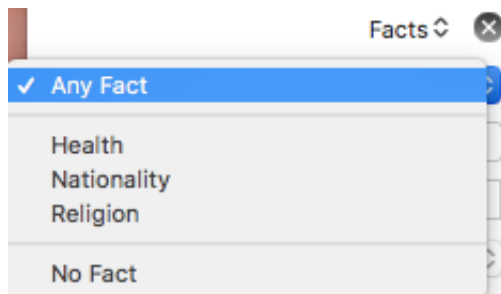 Facts
Any Fact
Health
Nationality
Religion
No Fact